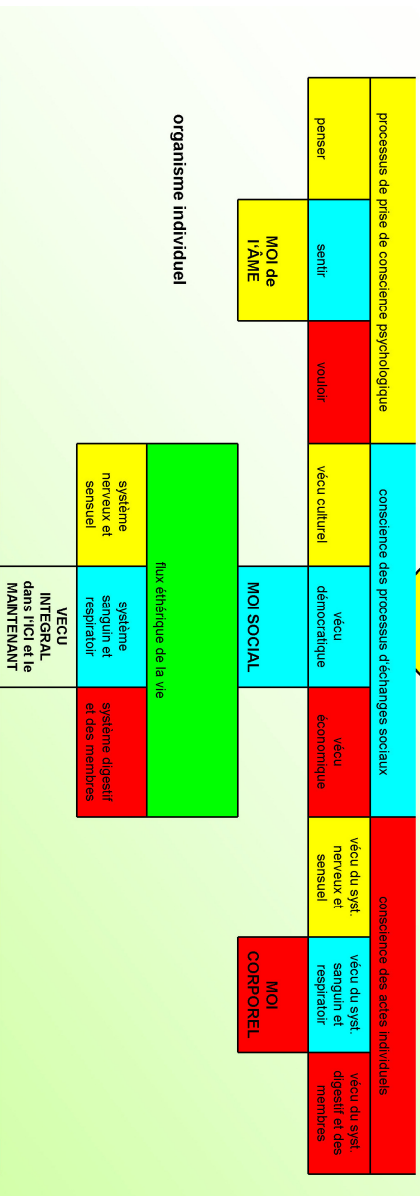 processus de prise de conscience psychologique
conscience des processus d'échanges sociaux
conscience des actes individuels
penser
sentir
vouloir
vécu culturel
vécu
démocratique
vécu
économique
vécu du syst.
nerveux et
sensuel
vécu du syst.
sanguin et
respiratoir
vécu du syst.
digestif et des
membres
MOI de
l'ÂME
MOI SOCIAL
MOI
CORPOREL
organisme individuel
flux éthérique de la vie
système
nerveux et
sensuel
système
sanguin et
respiratoir
système digestif
et des membres
VECU
INTEGRAL
dans l'ICI et le
MAINTENANT